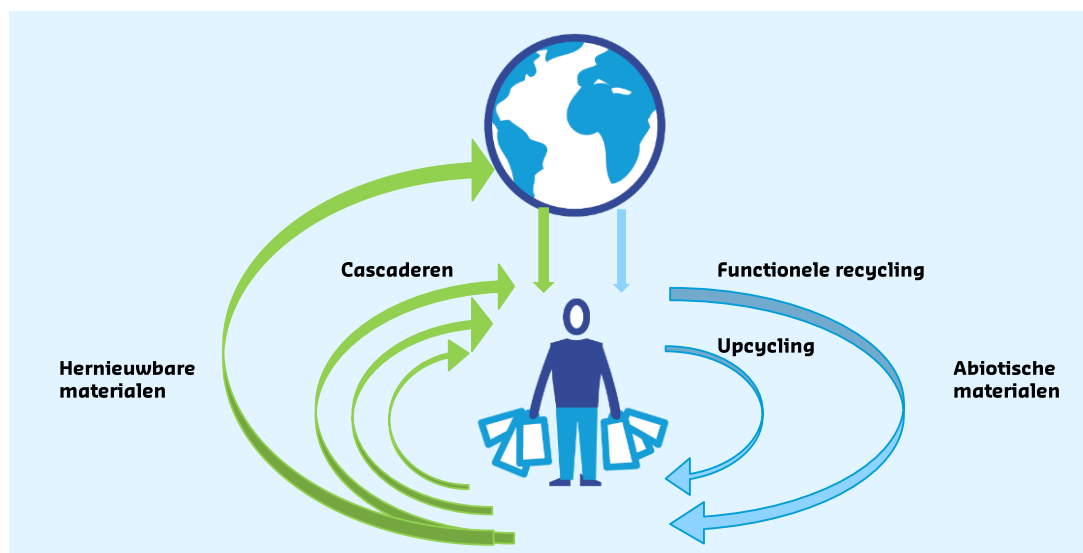 Cascaderen
Functionele recycling
Upcycling
Hernieuwbare
materialen
Abiotische
materialen